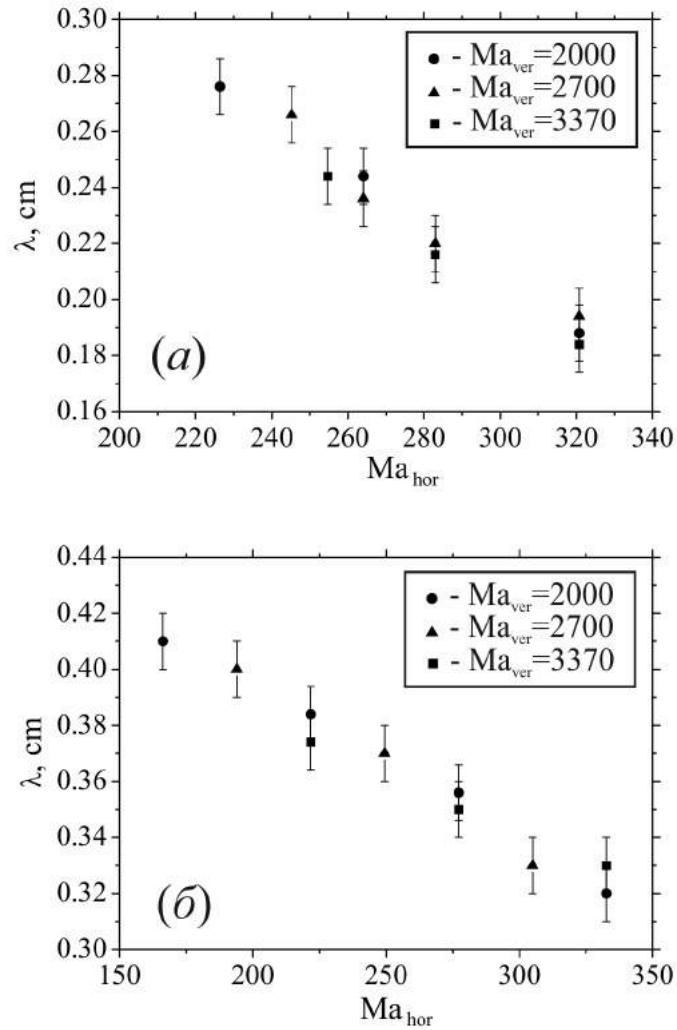 0.30
0.28
0.26
0.24
0.22
0.20
0.18
0.16
λ, cm
● - Ma_ver=2000
▲ - Ma_ver=2700
■ - Ma_ver=3370
(а)
200 220 240 260 280 300 320 340
Ma_hor
0.44
0.42
0.40
0.38
0.36
0.34
0.32
0.30
λ, cm
● - Ma_ver=2000
▲ - Ma_ver=2700
■ - Ma_ver=3370
(б)
150 200 250 300 350
Ma_hor